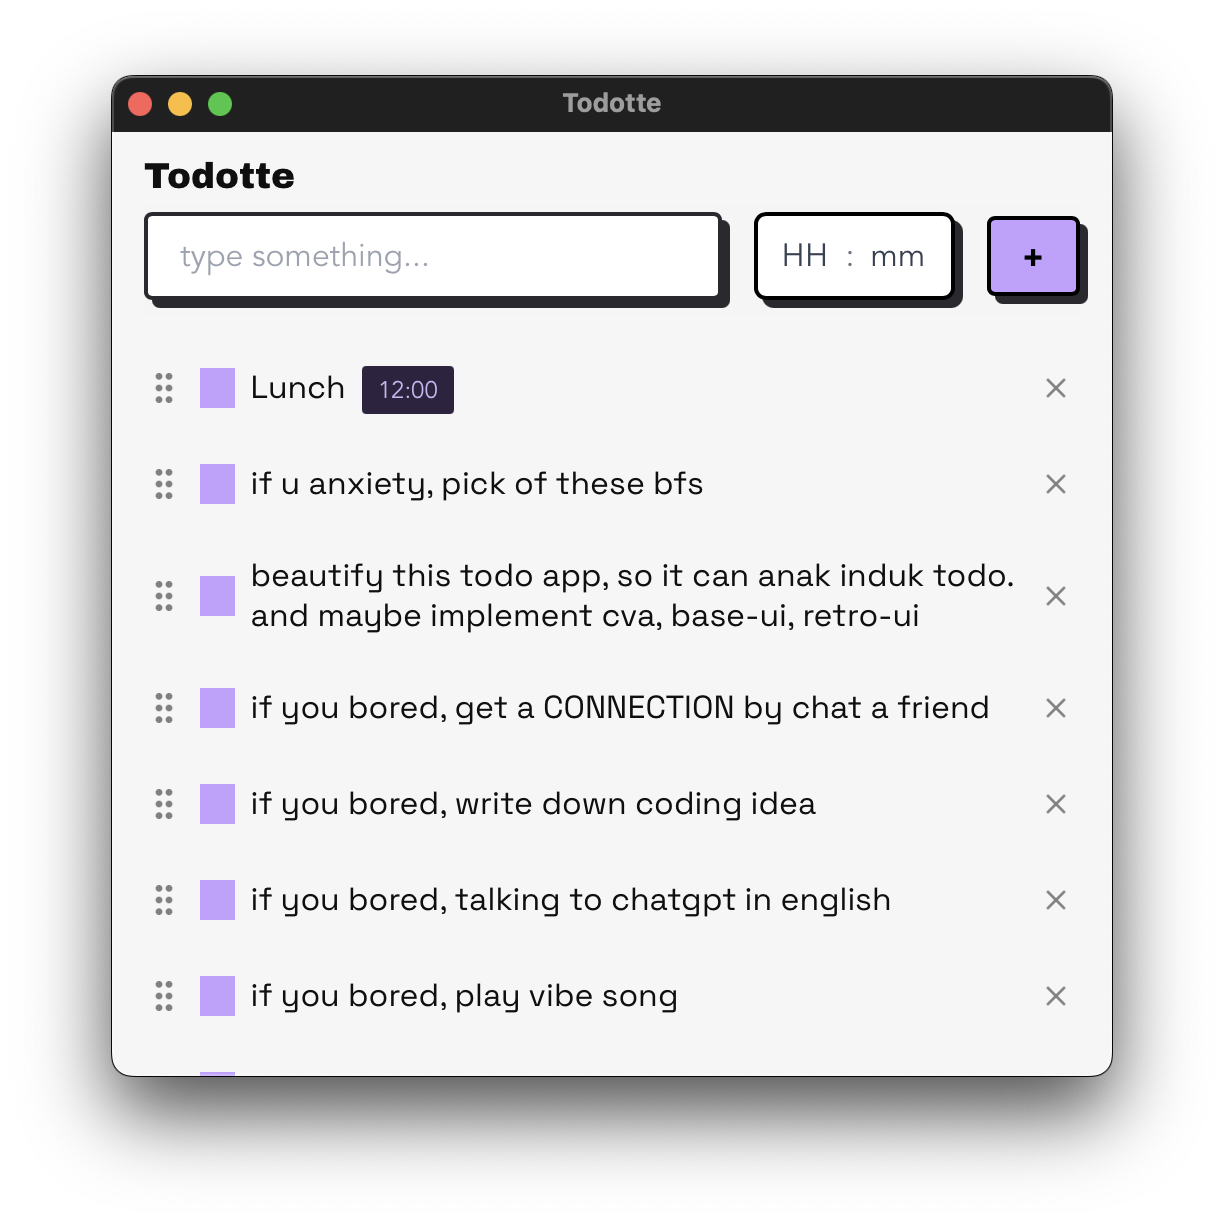 Todotte
Todotte
type something...
HH : mm
+
Lunch 12:00
if u anxiety, pick of these bfs
beautify this todo app, so it can anak induk todo.
and maybe implement cva, base-ui, retro-ui
if you bored, get a CONNECTION by chat a friend
if you bored, write down coding idea
if you bored, talking to chatgpt in english
if you bored, play vibe song